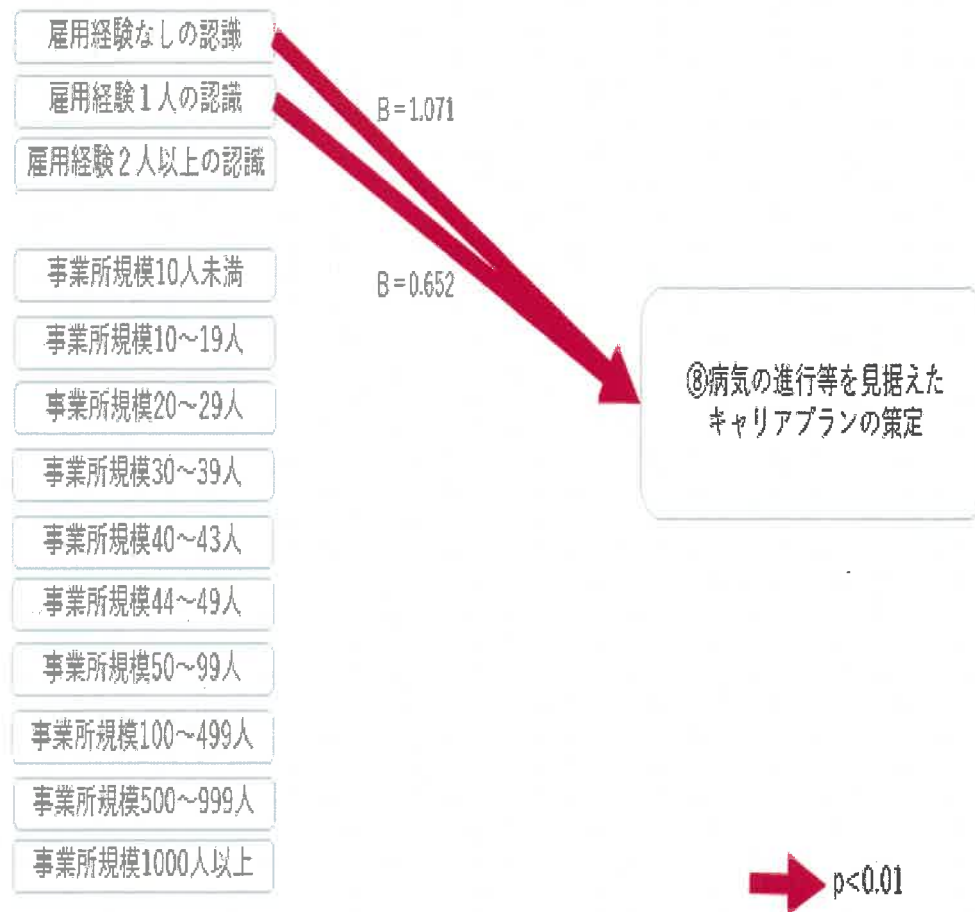 雇用経験なしの認識
雇用経験1人の認識
B=1.071
雇用経験2人以上の認識
事業所規模10人未満
B=0.652
事業所規模10～19人
⑧病気の進行等を見据えた
キャリアプランの策定
事業所規模20～29人
事業所規模30～39人
事業所規模40～43人
事業所規模44～49人
事業所規模50～99人
事業所規模100～499人
事業所規模500～999人
事業所規模1000人以上
p<0.01